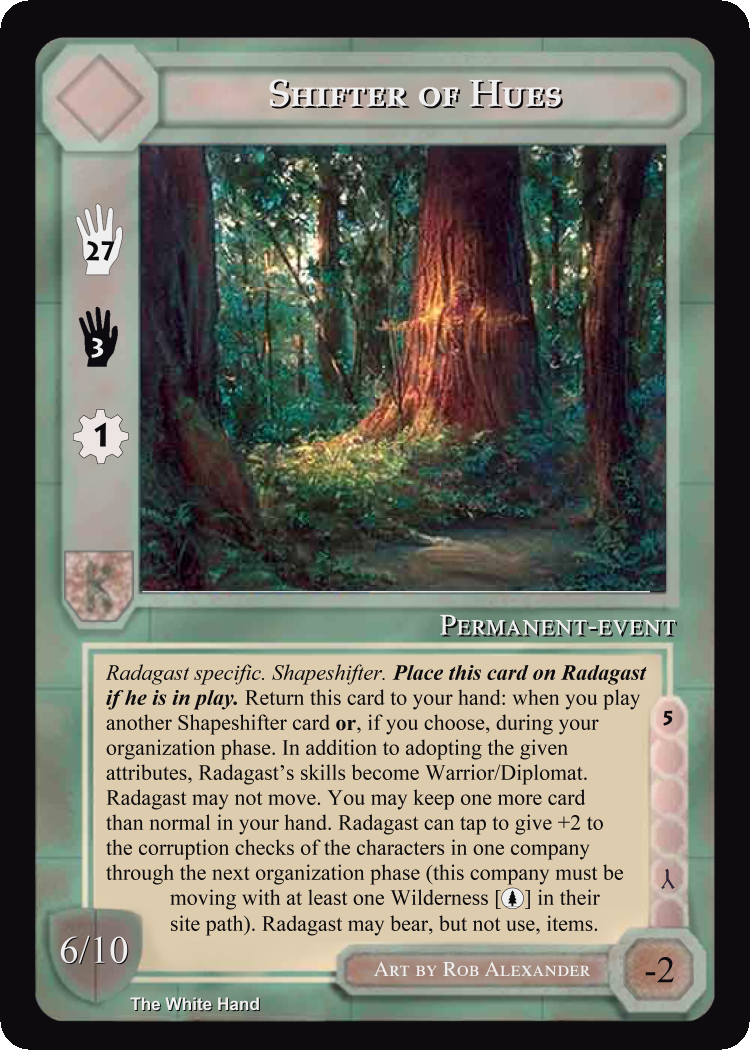 Shifter of Hues
27
3
1
K
Permanent-event
Radagast specific. Shapeshifter. Place this card on Radagast
if he is in play. Return this card to your hand: when you play
another Shapeshifter card or, if you choose, during your
organization phase. In addition to adopting the given
attributes, Radagast's skills become Warrior/Diplomat.
Radagast may not move. You may keep one more card
than normal in your hand. Radagast can tap to give +2 to
the corruption checks of the characters in one company
through the next organization phase (this company must be
moving with at least one Wilderness [] in their
site path). Radagast may bear, but not use, items.
5
6/10
Art by Rob Alexander
-2
The White Hand